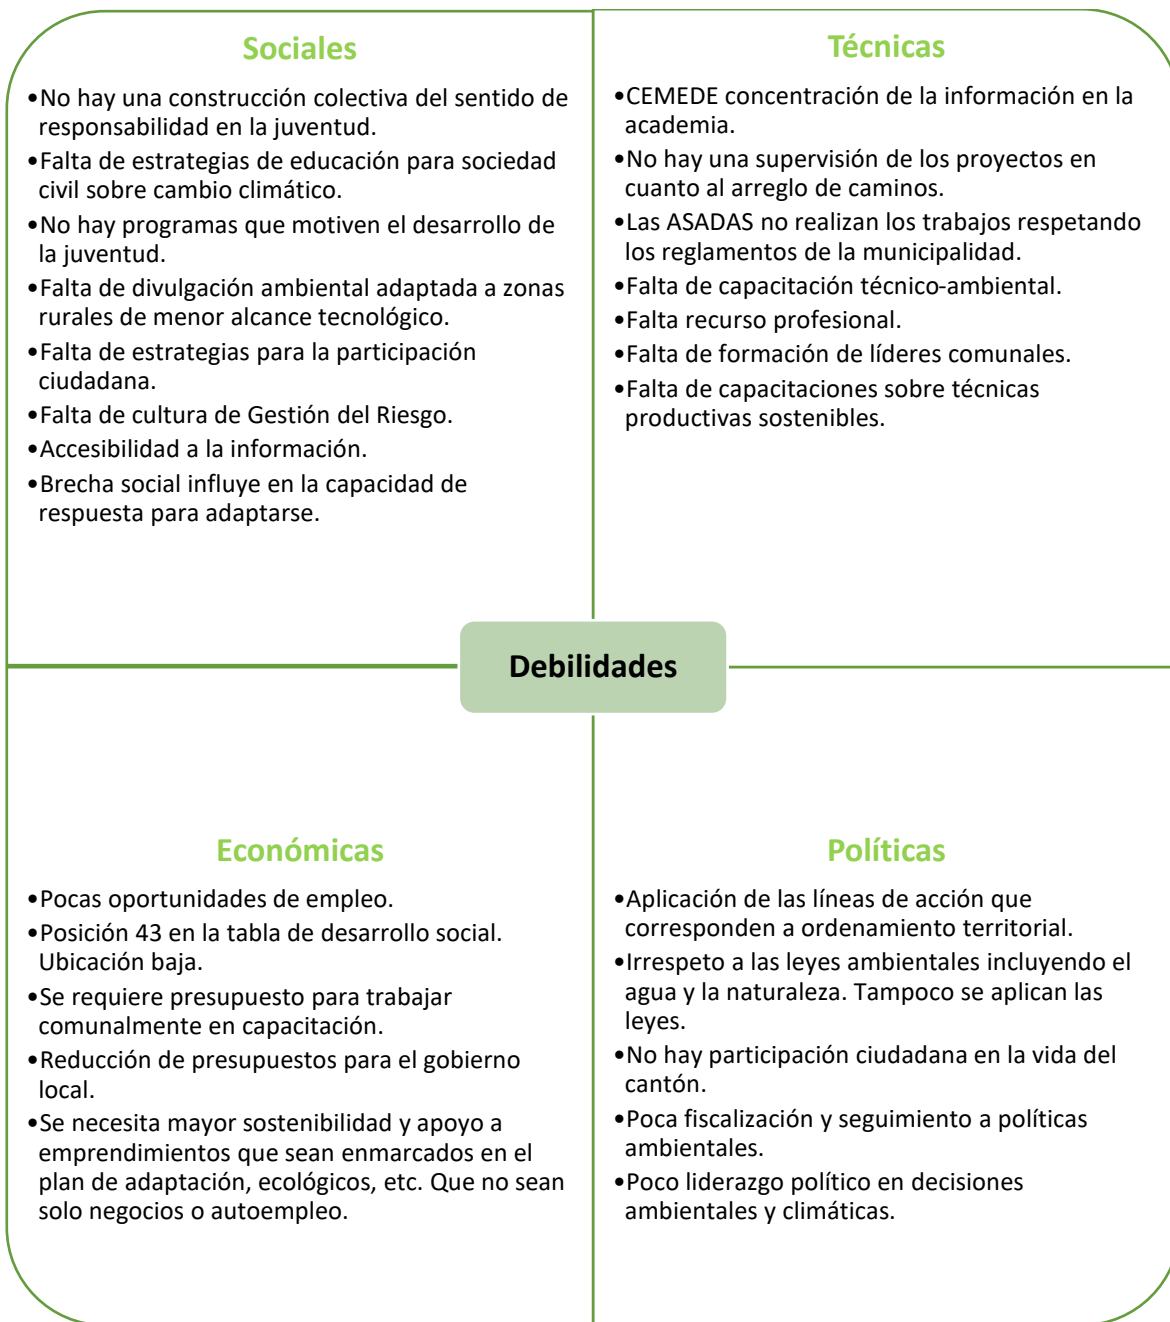 Sociales
•No hay una construcción colectiva del sentido de
responsabilidad en la juventud.
•Falta de estrategias de educación para sociedad
civil sobre cambio climático.
•No hay programas que motiven el desarrollo de
la juventud.
•Falta de divulgación ambiental adaptada a zonas
rurales de menor alcance tecnológico.
•Falta de estrategias para la participación
ciudadana.
•Falta de cultura de Gestión del Riesgo.
•Accesibilidad a la información.
•Brecha social influye en la capacidad de
respuesta para adaptarse.
Técnicas
•CEMEDE concentración de la información en la
academia.
•No hay una supervisión de los proyectos en
cuanto al arreglo de caminos.
•Las ASADAS no realizan los trabajos respetando
los reglamentos de la municipalidad.
•Falta de capacitación técnico-ambiental.
•Falta recurso profesional.
•Falta de formación de líderes comunales.
•Falta de capacitaciones sobre técnicas
productivas sostenibles.
Debilidades
Económicas
•Pocas oportunidades de empleo.
•Posición 43 en la tabla de desarrollo social.
Ubicación baja.
•Se requiere presupuesto para trabajar
comunalmente en capacitación.
•Reducción de presupuestos para el gobierno
local.
•Se necesita mayor sostenibilidad y apoyo a
emprendimientos que sean enmarcados en el
plan de adaptación, ecológicos, etc. Que no sean
solo negocios o autoempleo.
Políticas
•Aplicación de las líneas de acción que
corresponden a ordenamiento territorial.
•Irrespeto a las leyes ambientales incluyendo el
agua y la naturaleza. Tampoco se aplican las
leyes.
•No hay participación ciudadana en la vida del
cantón.
•Poca fiscalización y seguimiento a políticas
ambientales.
•Poco liderazgo político en decisiones
ambientales y climáticas.